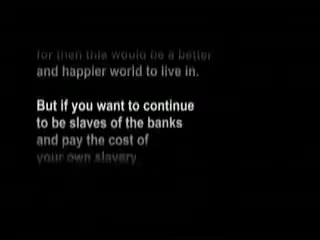 for then this would be a better
and happier world to live in.
But if you want to continue
to be slaves of the banks
and pay the cost of
your own slavery